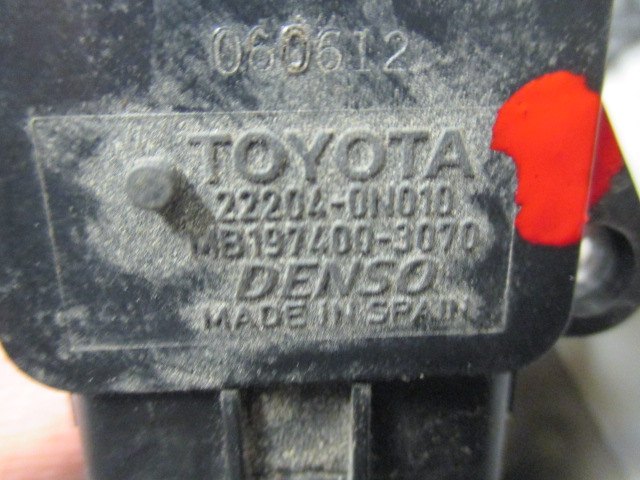 060612
TOYOTA
22204-0N010
MB197400-3070
DENSO
MADE IN SPAIN